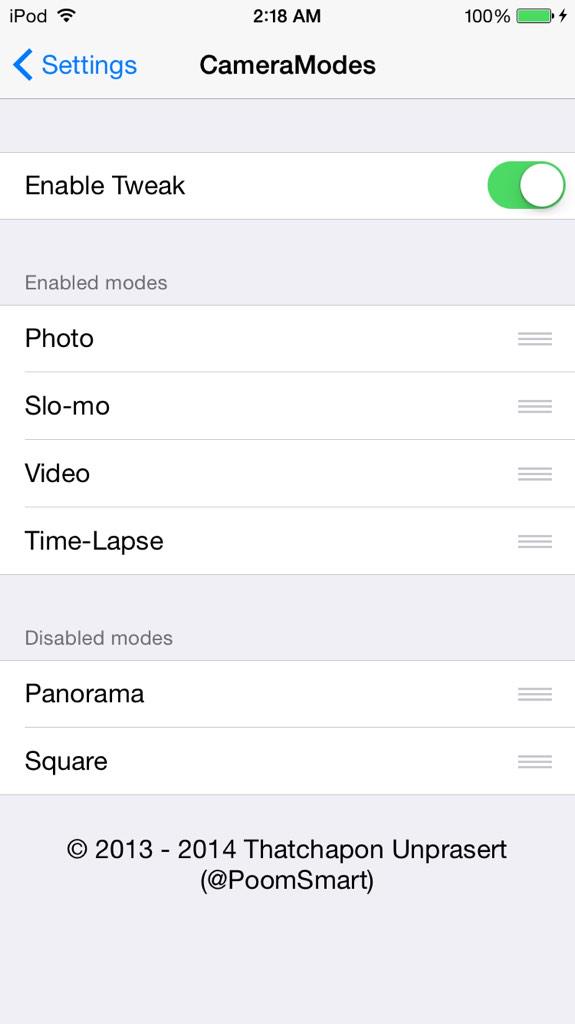 iPod 2:18 AM 100%
Settings CameraModes
Enable Tweak
Enabled modes
Photo
Slo-mo
Video
Time-Lapse
Disabled modes
Panorama
Square
© 2013 - 2014 Thatchapon Unprasert
(@PoomSmart)